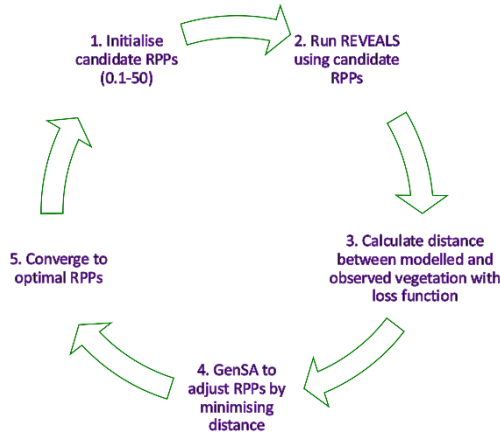 1. Initialise
candidate RPPs
(0.1-50)
2. Run REVEALS
using candidate
RPPs
3. Calculate distance
between modelled and
observed vegetation with
loss function
4. GenSA to
adjust RPPs by
minimising
distance
5. Converge to
optimal RPPs